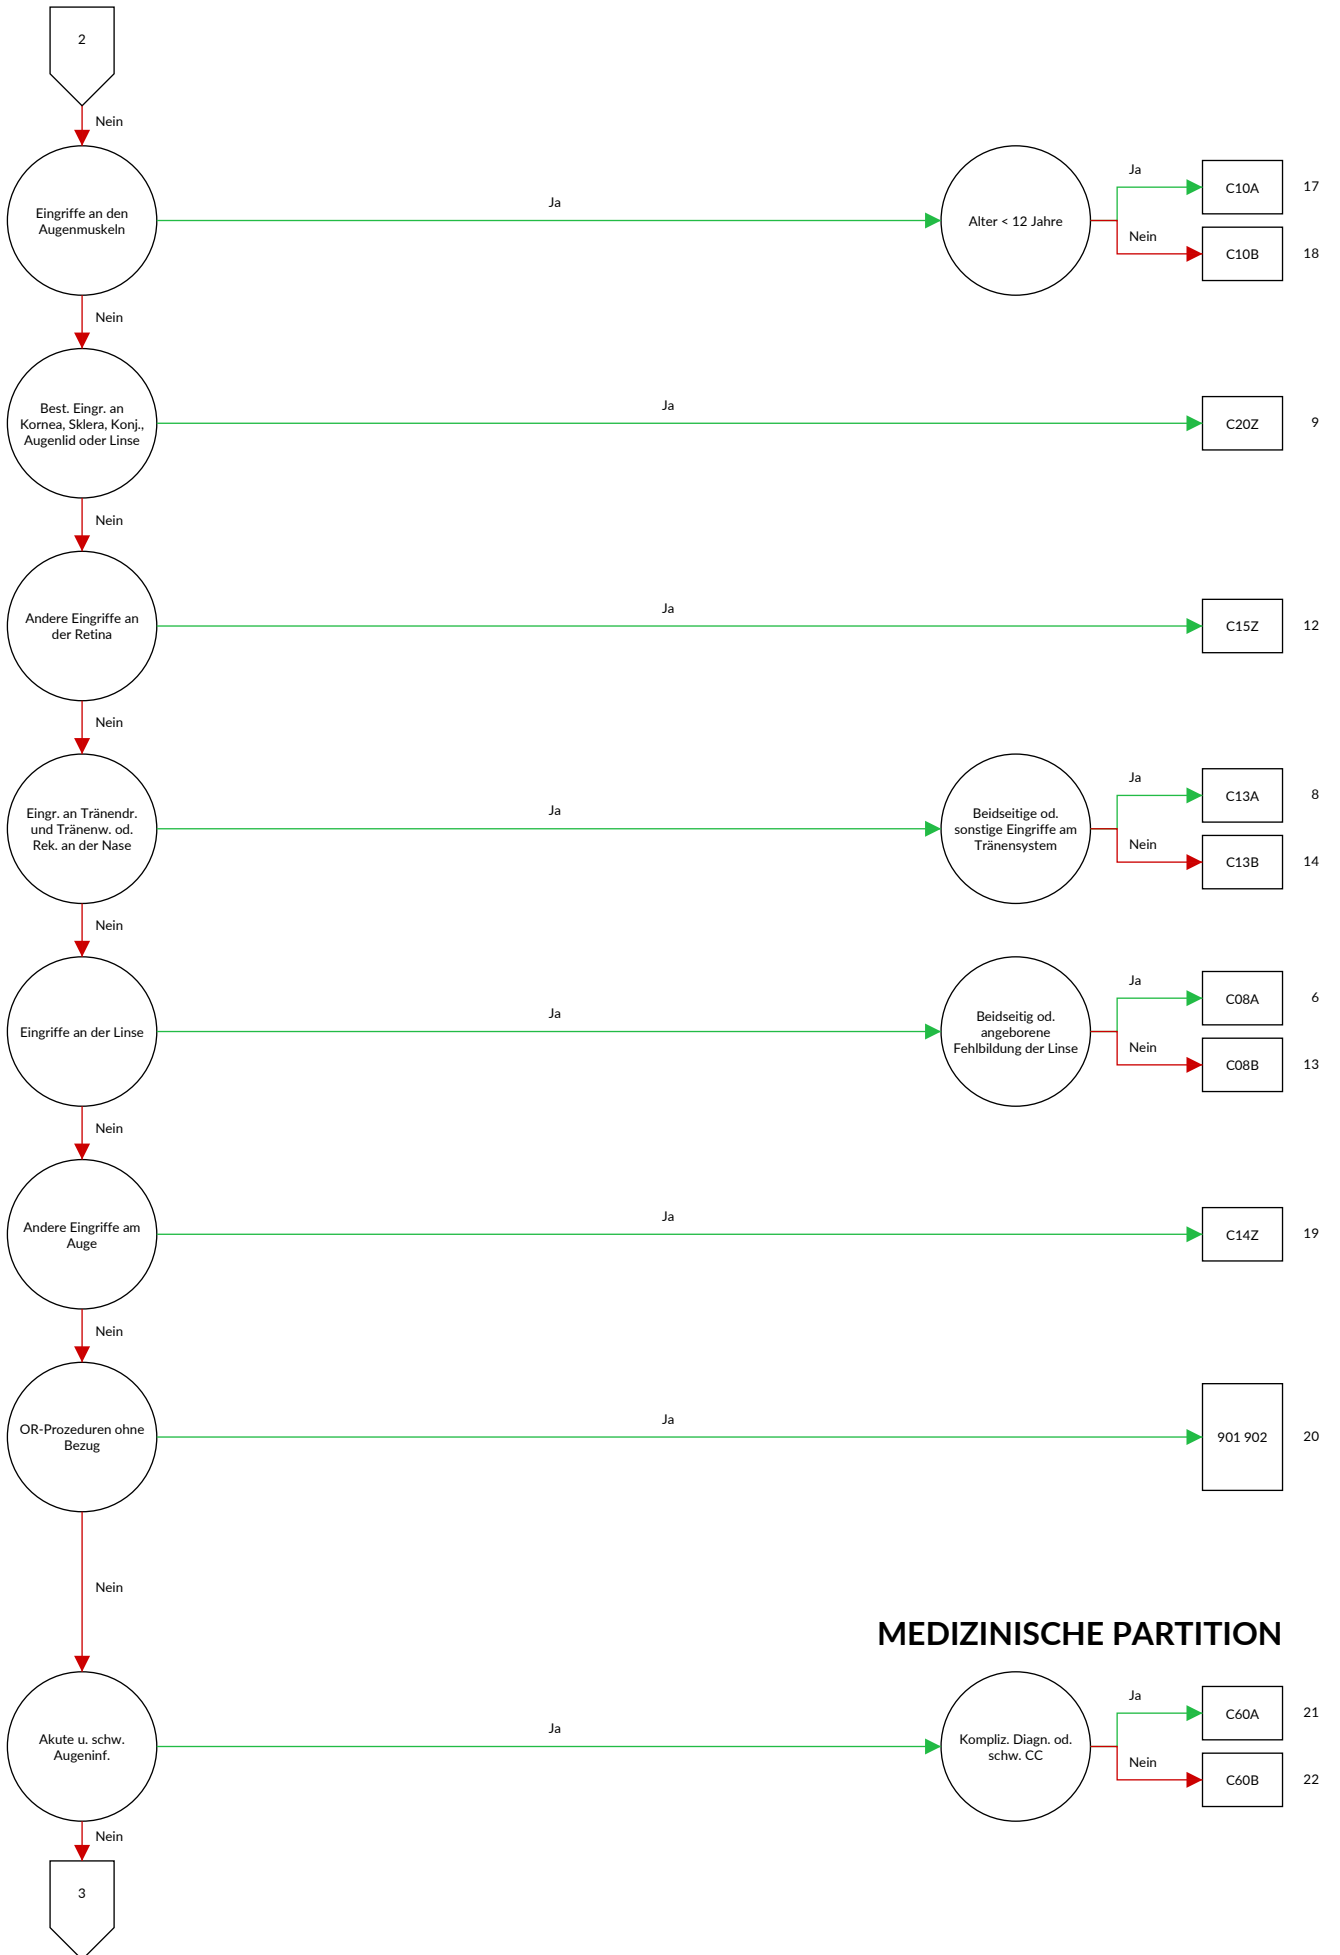 2
Nein
Eingriffe an den
Augenmuskeln
Ja
Alter < 12 Jahre
Ja
C10A
17
Nein
C10B
18
Nein
Best. Eingr. an
Kornea, Sklera, Konj.,
Augenlid oder Linse
Ja
C20Z
9
Nein
Andere Eingriffe an
der Retina
Ja
C15Z
12
Nein
Eingr. an Tränendr.
und Tränenw. od.
Rek. an der Nase
Ja
Beidseitige od.
sonstige Eingriffe am
Tränensystem
Ja
C13A
8
Nein
C13B
14
Nein
Eingriffe an der Linse
Ja
Beidseitig od.
angeborene
Fehlbildung der Linse
Ja
C08A
6
Nein
C08B
13
Nein
Andere Eingriffe am
Auge
Ja
C14Z
19
Nein
OR-Prozeduren ohne
Bezug
Ja
901 902
20
Nein
MEDIZINISCHE PARTITION
Akute u. schw.
Augeninf.
Ja
Kompliz. Diagn. od.
schw. CC
Ja
C60A
21
Nein
C60B
22
Nein
3